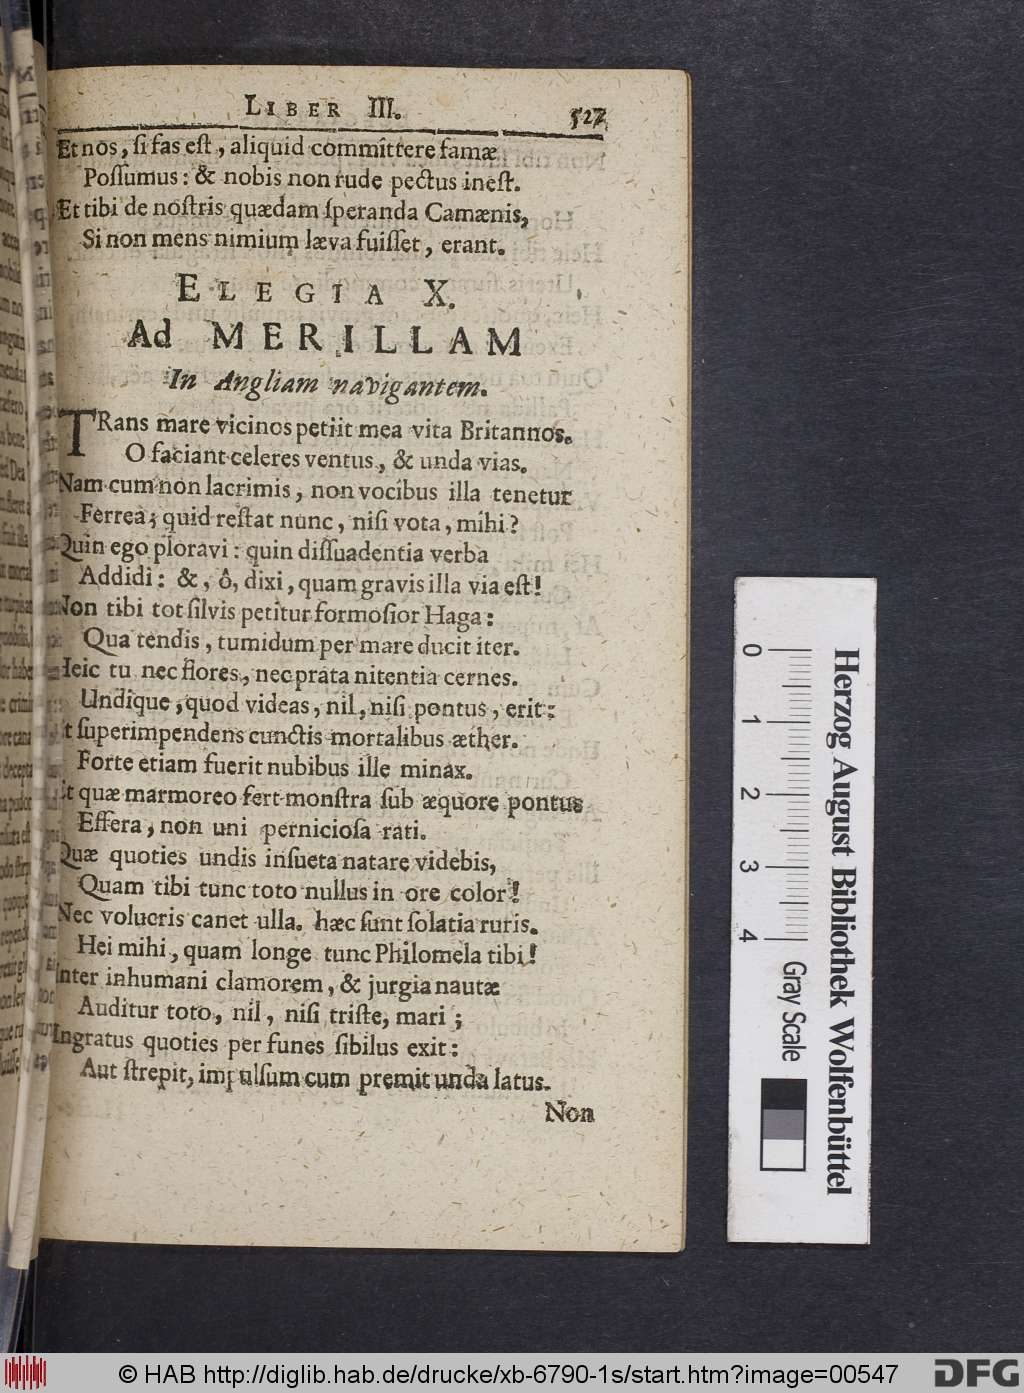 LIBER III. 527
Et nos, ſi fas eſt, aliquid committere famæ
Poſſumus: & nobis non rude pectus ineſt.
Et tibi de noſtris quædam ſperanda Camænis,
Si non mens nimium læva fuiſſet, erant.
ELEGIA X.
Ad MERILLAM
In Angliam navigantem.
TRans mare vicinos petiit mea vita Britannos.
O faciant celeres ventus, & unda vias.
Nam cum non lacrimis, non vocibus illa tenetur
Ferrea; quid reſtat nunc, niſi vota, mihi?
Quin ego ploravi: quin diſſuadentia verba
Addidi: &, ô, dixi, quam gravis illa via eſt!
Non tibi tot ſilvis petitur formoſior Haga:
Qua tendis, tumidum per mare ducit iter.
Heic tu nec flores, nec prata nitentia cernes.
Undique, quod videas, nil, niſi pontus, erit:
t ſuperimpendens cunctis mortalibus æther.
Forte etiam fuerit nubibus ille minax.
it quæ marmoreo fert monſtra ſub æquore pontus
Effera, non uni pernicioſa rati.
Quæ quoties undis inſueta natare videbis,
Quam tibi tunc toto nullus in ore color!
Nec volucris canet ulla. hæc ſunt ſolatia ruris.
Hei mihi, quam longe tunc Philomela tibi!
Inter inhumani clamorem, & jurgia nautæ
Auditur toto, nil, niſi triſte, mari;
Ingratus quoties per funes ſibilus exit:
Aut ſtrepit, impulſum cum premit unda latus.
Non
0 1 2 3 4
Herzog August Bibliothek Wolfenbüttel
Gray Scale
© HAB http://diglib.hab.de/drucke/xb-6790-1s/start.htm?image=00547
DFG